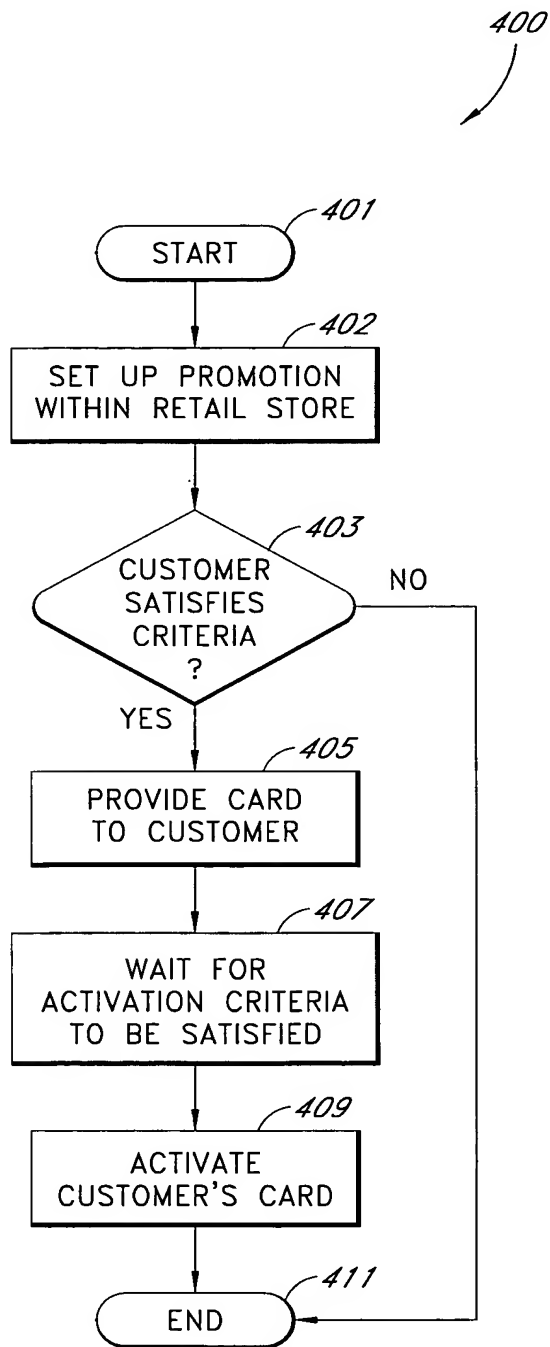 400
401
START
402
SET UP PROMOTION
WITHIN RETAIL STORE
403
CUSTOMER
SATISFIES
CRITERIA
?
NO
YES
405
PROVIDE CARD
TO CUSTOMER
407
WAIT FOR
ACTIVATION CRITERIA
TO BE SATISFIED
409
ACTIVATE
CUSTOMER'S CARD
411
END